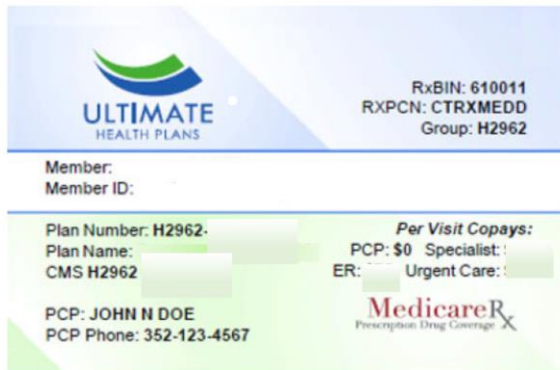 ULTIMATE
HEALTH PLANS
RxBIN: 610011
RXPCN: CTRXMEDD
Group: H2962
Member:
Member ID:
Plan Number: H2962-
Plan Name:
CMS H2962
PCP: JOHN N DOE
PCP Phone: 352-123-4567
Per Visit Copays:
PCP: $0 Specialist:
ER: Urgent Care:
MedicareRx
Prescription Drug Coverage